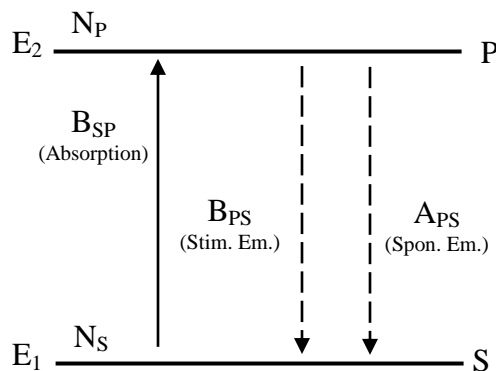 E2 NP P
BSP
(Absorption)
BPS
(Stim. Em.)
APS
(Spon. Em.)
NS
E1 S